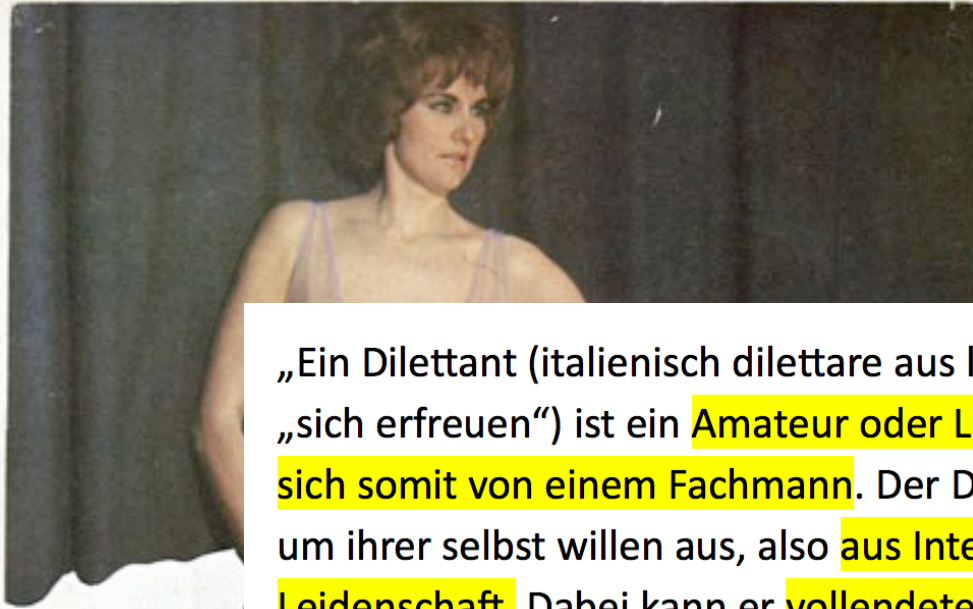 „Ein Dilettant (italienisch dilettare aus
„sich erfreuen“) ist ein Amateur oder
sich somit von einem Fachmann. Der
um ihrer selbst willen aus, also aus
Leidenschaft. Dabei kann er vollendete